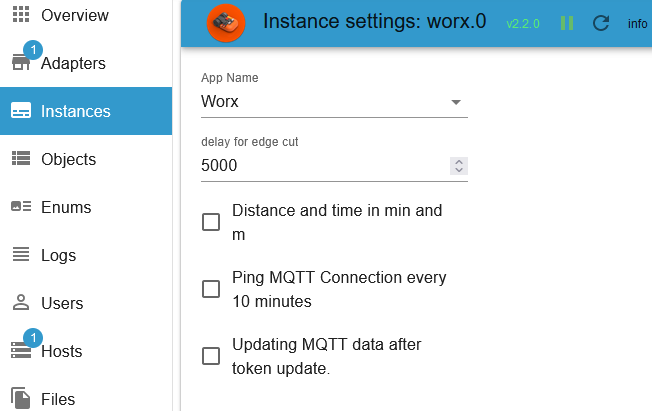 Overview
1
Adapters
Instances
Objects
Enums
Logs
Users
1
Hosts
Files
Instance settings: worx.0
v2.2.0
info
App Name
Worx
delay for edge cut
5000
Distance and time in min and
m
Ping MQTT Connection every
10 minutes
Updating MQTT data after
token update.